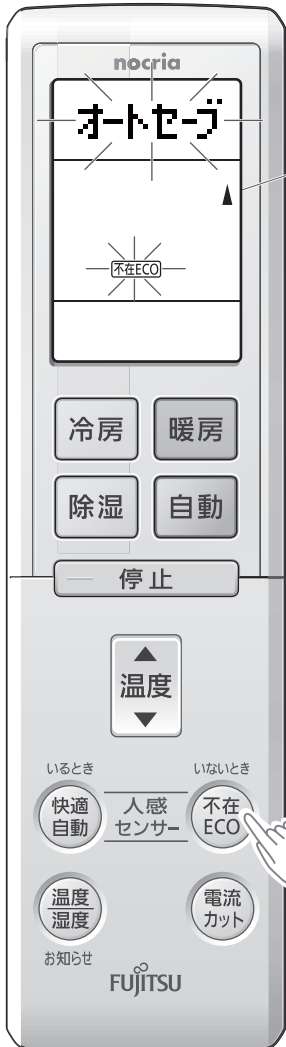 nocria
オートセーブ
不在ECO
冷房 暖房
除湿 自動
停止
温度
いるとき いないとき
快適自動 人感センサー 不在ECO
温度湿度 電流カット
お知らせ
FUJITSU